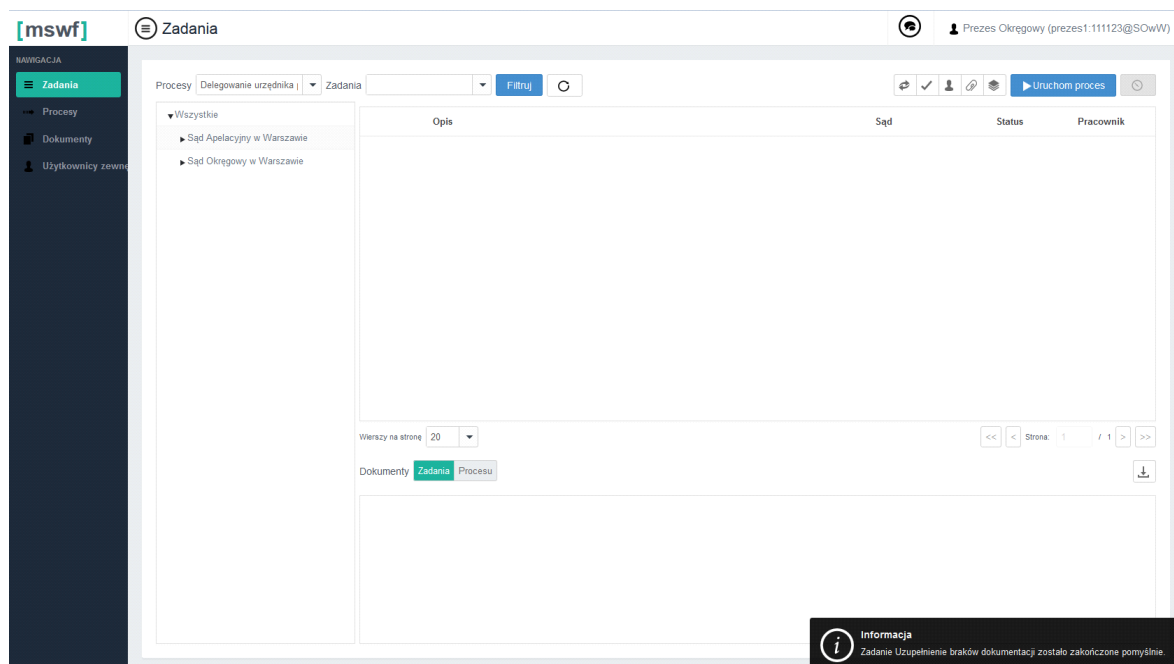 [mswf]
Zadania
Prezes Okręgowy (prezes1:111123@SOwW)
NAWIGACJA
Zadania
Procesy
Dokumenty
Użytkownicy zewnę
Procesy Delegowanie urzędnika p Zadania Filtruj Uruchom proces
Wszystkie
Sąd Apelacyjny w Warszawie
Sąd Okręgowy w Warszawie
Opis Sąd Status Pracownik
Wierszy na stronę 20 << < Strona: 1 / 1 > >>
Dokumenty Zadania Procesu
Informacja
Zadanie Uzupełnienie braków dokumentacji zostało zakończone pomyślnie.